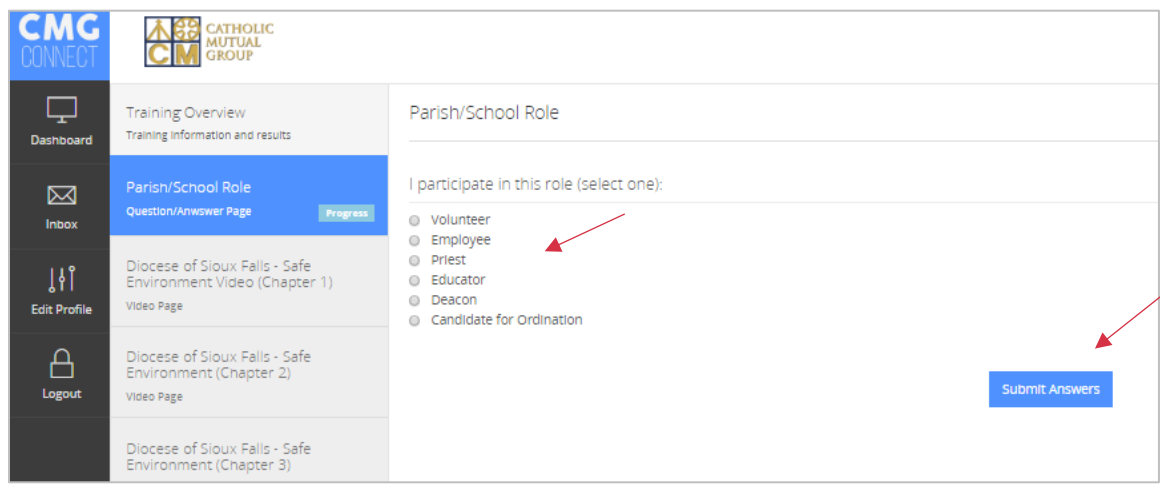 CMG
CONNECT
CATHOLIC
MUTUAL
GROUP
CM
Dashboard
Inbox
Edit Profile
Logout
Training Overview
Training information and results
Parish/School Role
Question/Anwswer Page
Progress
Diocese of Sioux Falls - Safe
Environment Video (Chapter 1)
Video Page
Diocese of Sioux Falls - Safe
Environment (Chapter 2)
Video Page
Diocese of Sioux Falls - Safe
Environment (Chapter 3)
Parish/School Role
I participate in this role (select one):
Volunteer
Employee
Priest
Educator
Deacon
Candidate for Ordination
Submit Answers